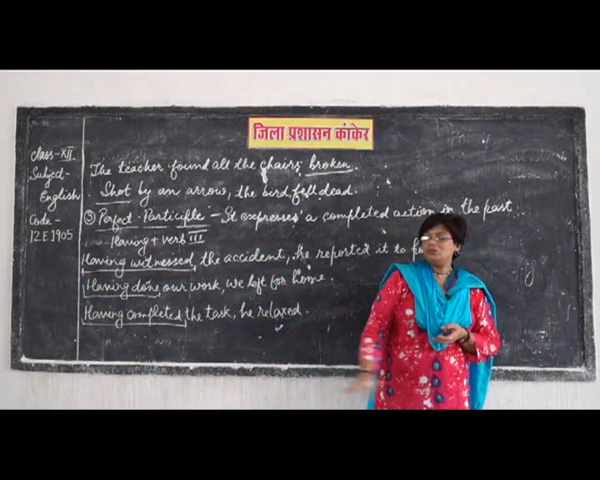 जिला प्रशासन कांकेर
Class-XII
Subject-
English
Code-
12E1905
The teacher found all the chairs broken.
Shot by an arrow, the bird fell dead.
③ Perfect Participle - It expresses a completed action in the past
Having + verb III
Having witnessed the accident, he reported it to
Having done our work, we left for home.
Having completed the task, he relaxed.